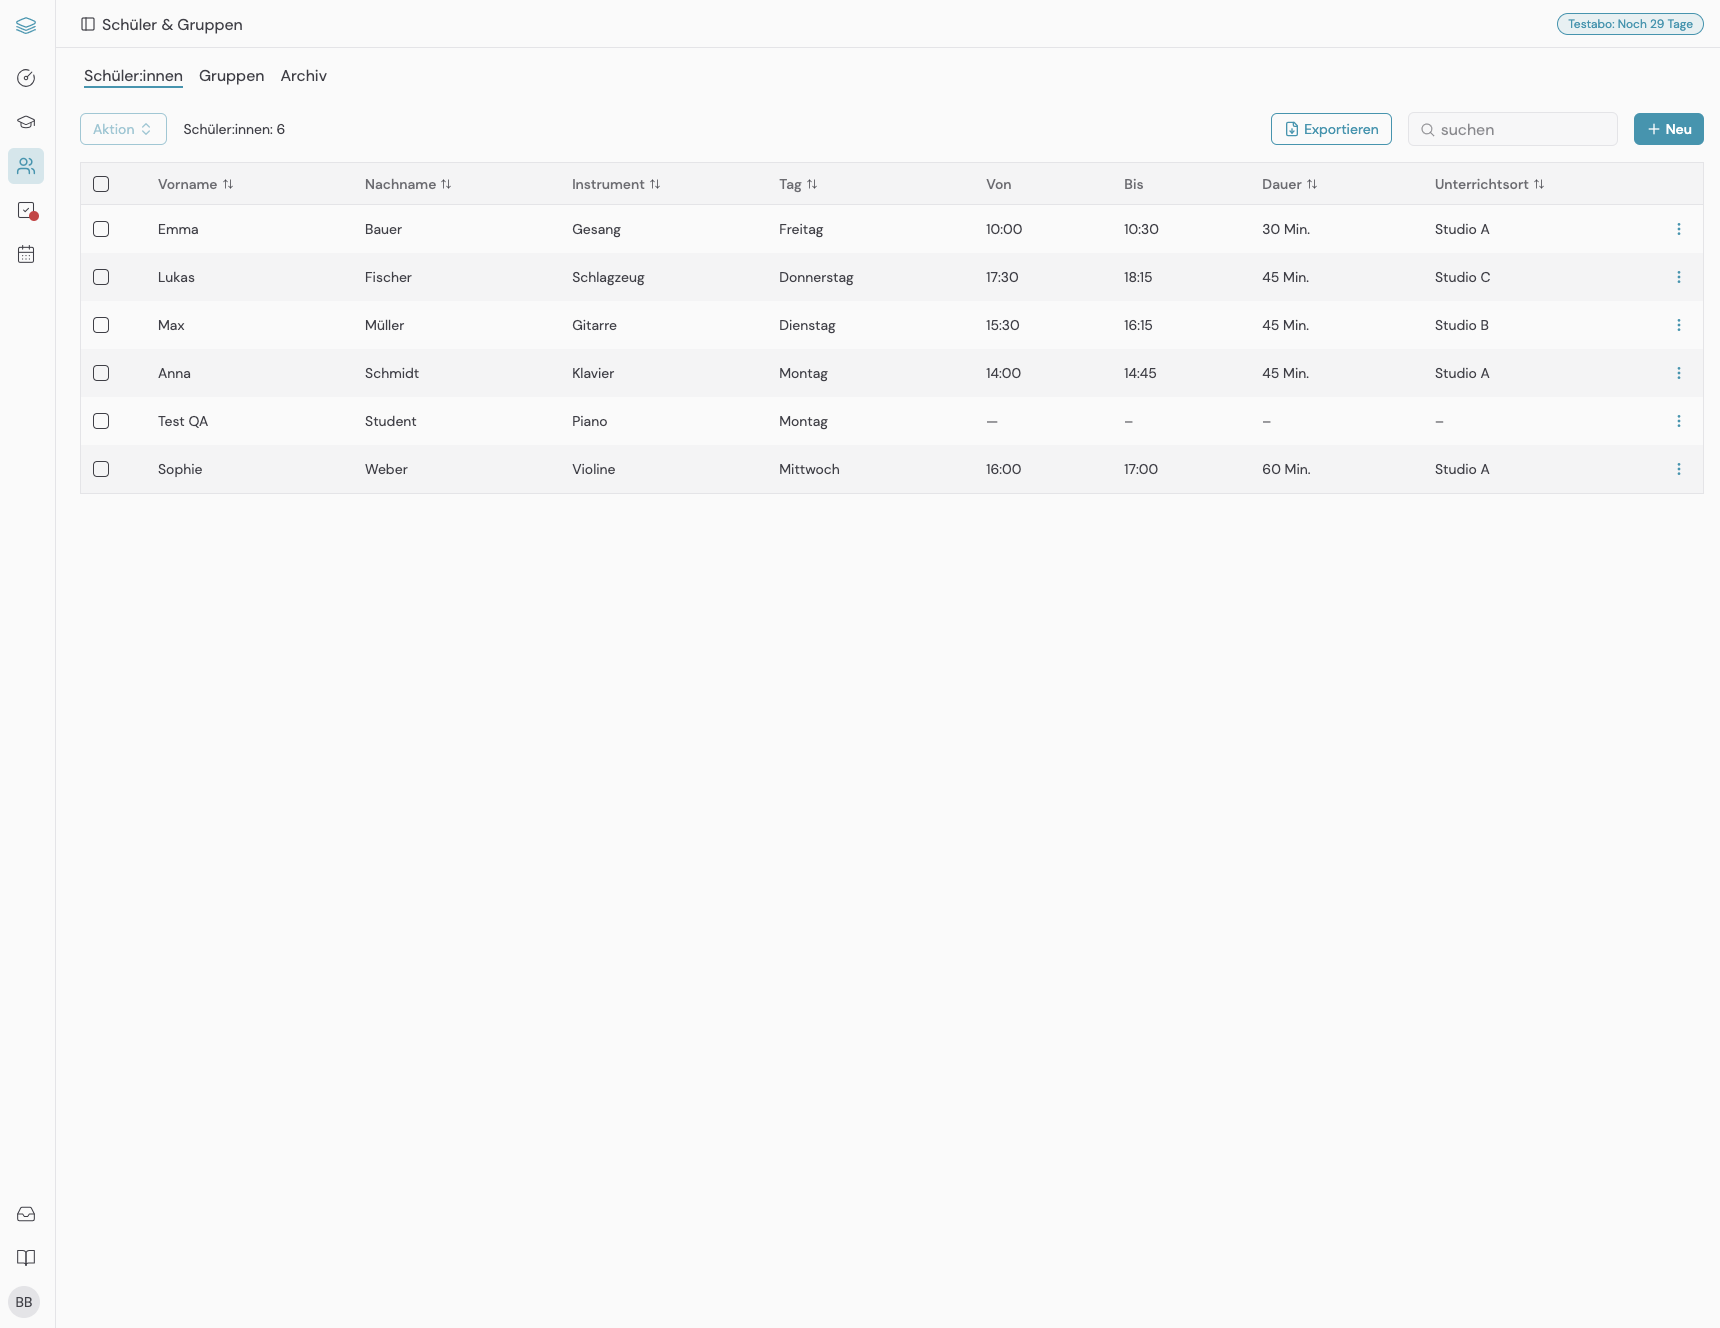 Schüler & Gruppen
Testabo: Noch 29 Tage
Schüler:innen Gruppen Archiv
Aktion Schüler:innen: 6 Exportieren suchen Neu
Vorname Nachname Instrument Tag Von Bis Dauer Unterrichtsort
Emma Bauer Gesang Freitag 10:00 10:30 30 Min. Studio A
Lukas Fischer Schlagzeug Donnerstag 17:30 18:15 45 Min. Studio C
Max Müller Gitarre Dienstag 15:30 16:15 45 Min. Studio B
Anna Schmidt Klavier Montag 14:00 14:45 45 Min. Studio A
Test QA Student Piano Montag — – – –
Sophie Weber Violine Mittwoch 16:00 17:00 60 Min. Studio A
BB